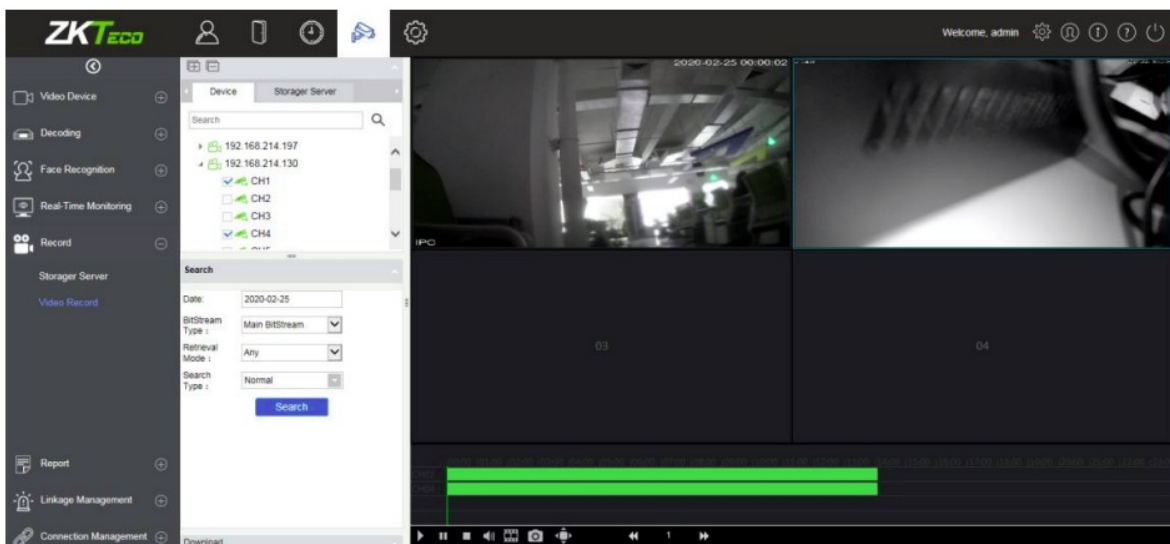 ZKTeco
Welcome, admin
Video Device
Decoding
Face Recognition
Real-Time Monitoring
Record
Storager Server
Video Record
Report
Linkage Management
Connection Management
Device
Storager Server
Search
192.168.214.197
192.168.214.130
CH1
CH2
CH3
CH4
Search
Date:
2020-02-25
BitStream Type :
Main BitStream
Retrieval Mode :
Any
Search Type :
Normal
Search
Download
2020-02-25 00:00:02
IPC
03
04
1